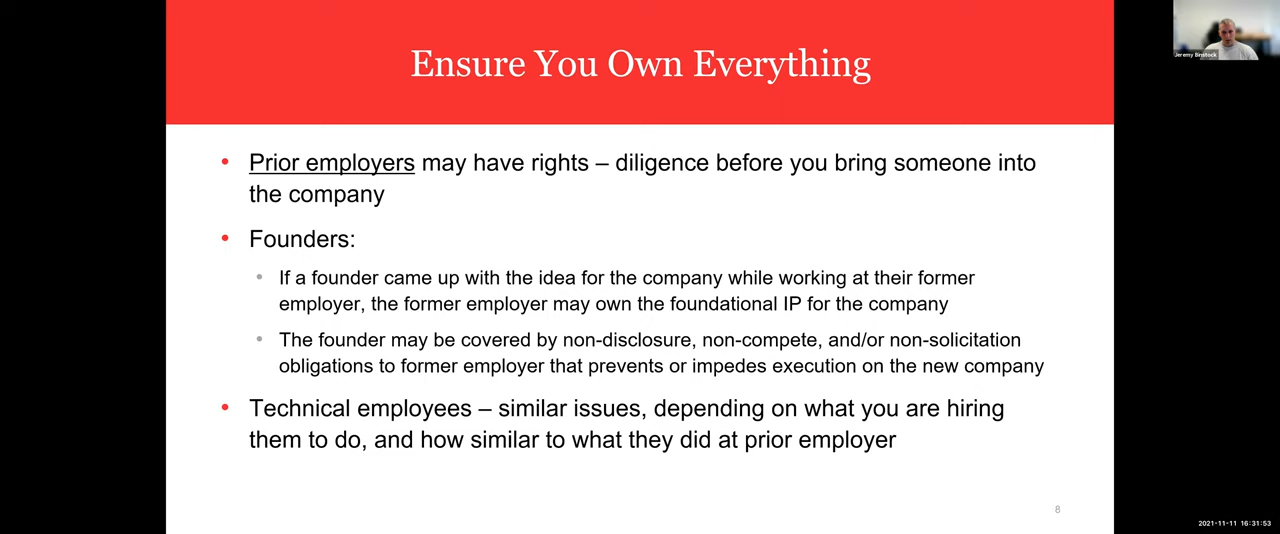 Ensure You Own Everything
Jeremy Binstock
• Prior employers may have rights – diligence before you bring someone into
the company
• Founders:
• If a founder came up with the idea for the company while working at their former
employer, the former employer may own the foundational IP for the company
• The founder may be covered by non-disclosure, non-compete, and/or non-solicitation
obligations to former employer that prevents or impedes execution on the new company
• Technical employees – similar issues, depending on what you are hiring
them to do, and how similar to what they did at prior employer
8
2021-11-11 16:31:53